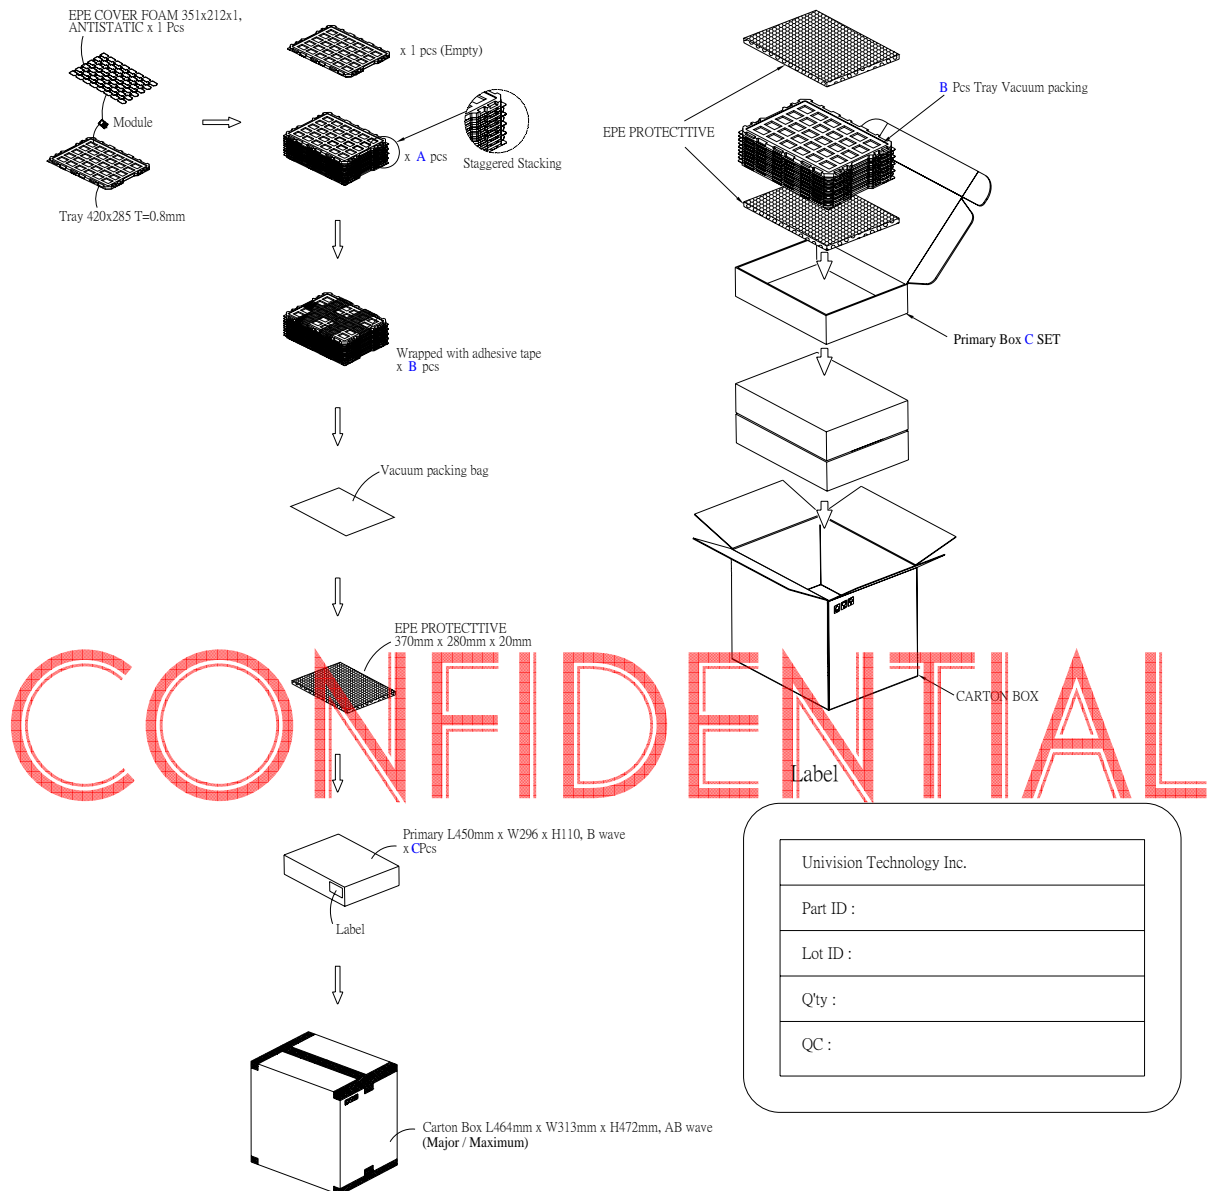 EPE COVER FOAM 351x212x1,
ANTISTATIC x 1 Pcs
Module
Tray 420x285 T=0.8mm
x 1 pcs (Empty)
x A pcs
Staggered Stacking
Wrapped with adhesive tape
x B pcs
Vacuum packing bag
EPE PROTECTTIVE
370mm x 280mm x 20mm
Primary L450mm x W296 x H110, B wave
x CPcs
Label
Carton Box L464mm x W313mm x H472mm, AB wave
(Major / Maximum)
B Pcs Tray Vacuum packing
EPE PROTECTTIVE
Primary Box C SET
CARTON BOX
CONFIDENTIAL
Label
Univision Technology Inc.
Part ID :
Lot ID :
Q'ty :
QC :